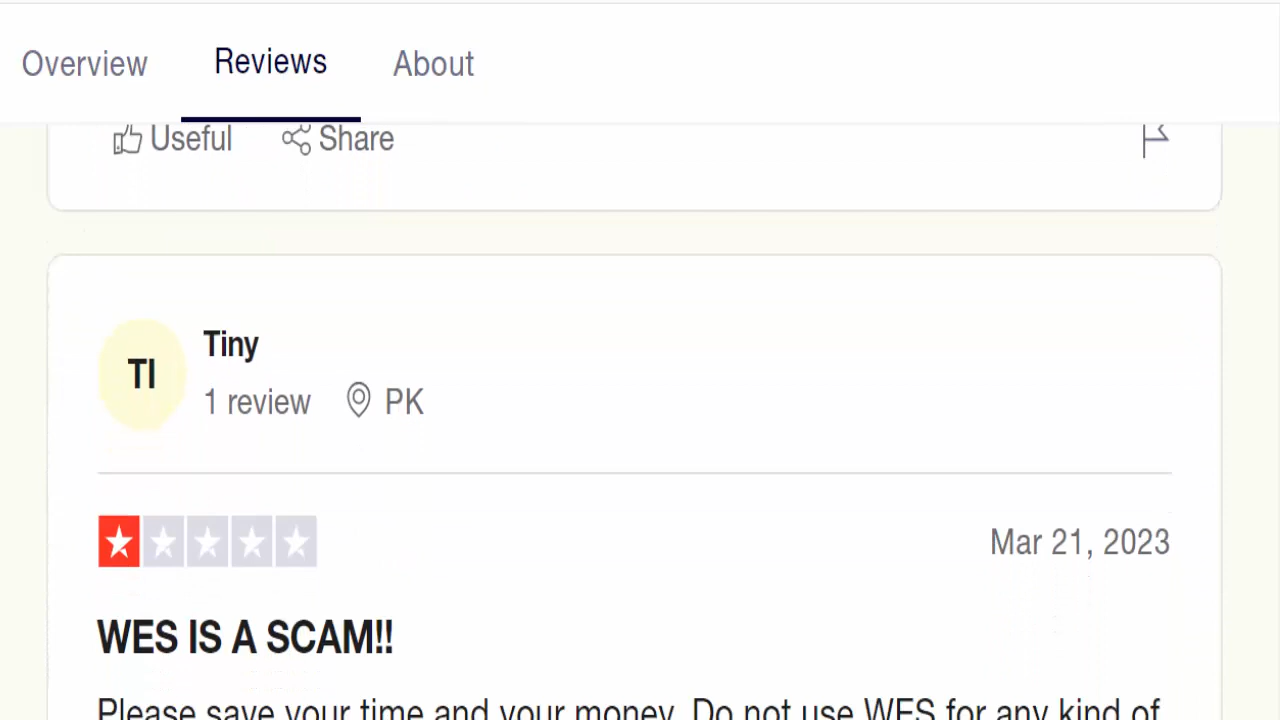 Overview Reviews About
Useful Share
TI
Tiny
1 review PK
Mar 21, 2023
WES IS A SCAM!!
Please save your time and your money. Do not use WES for any kind of